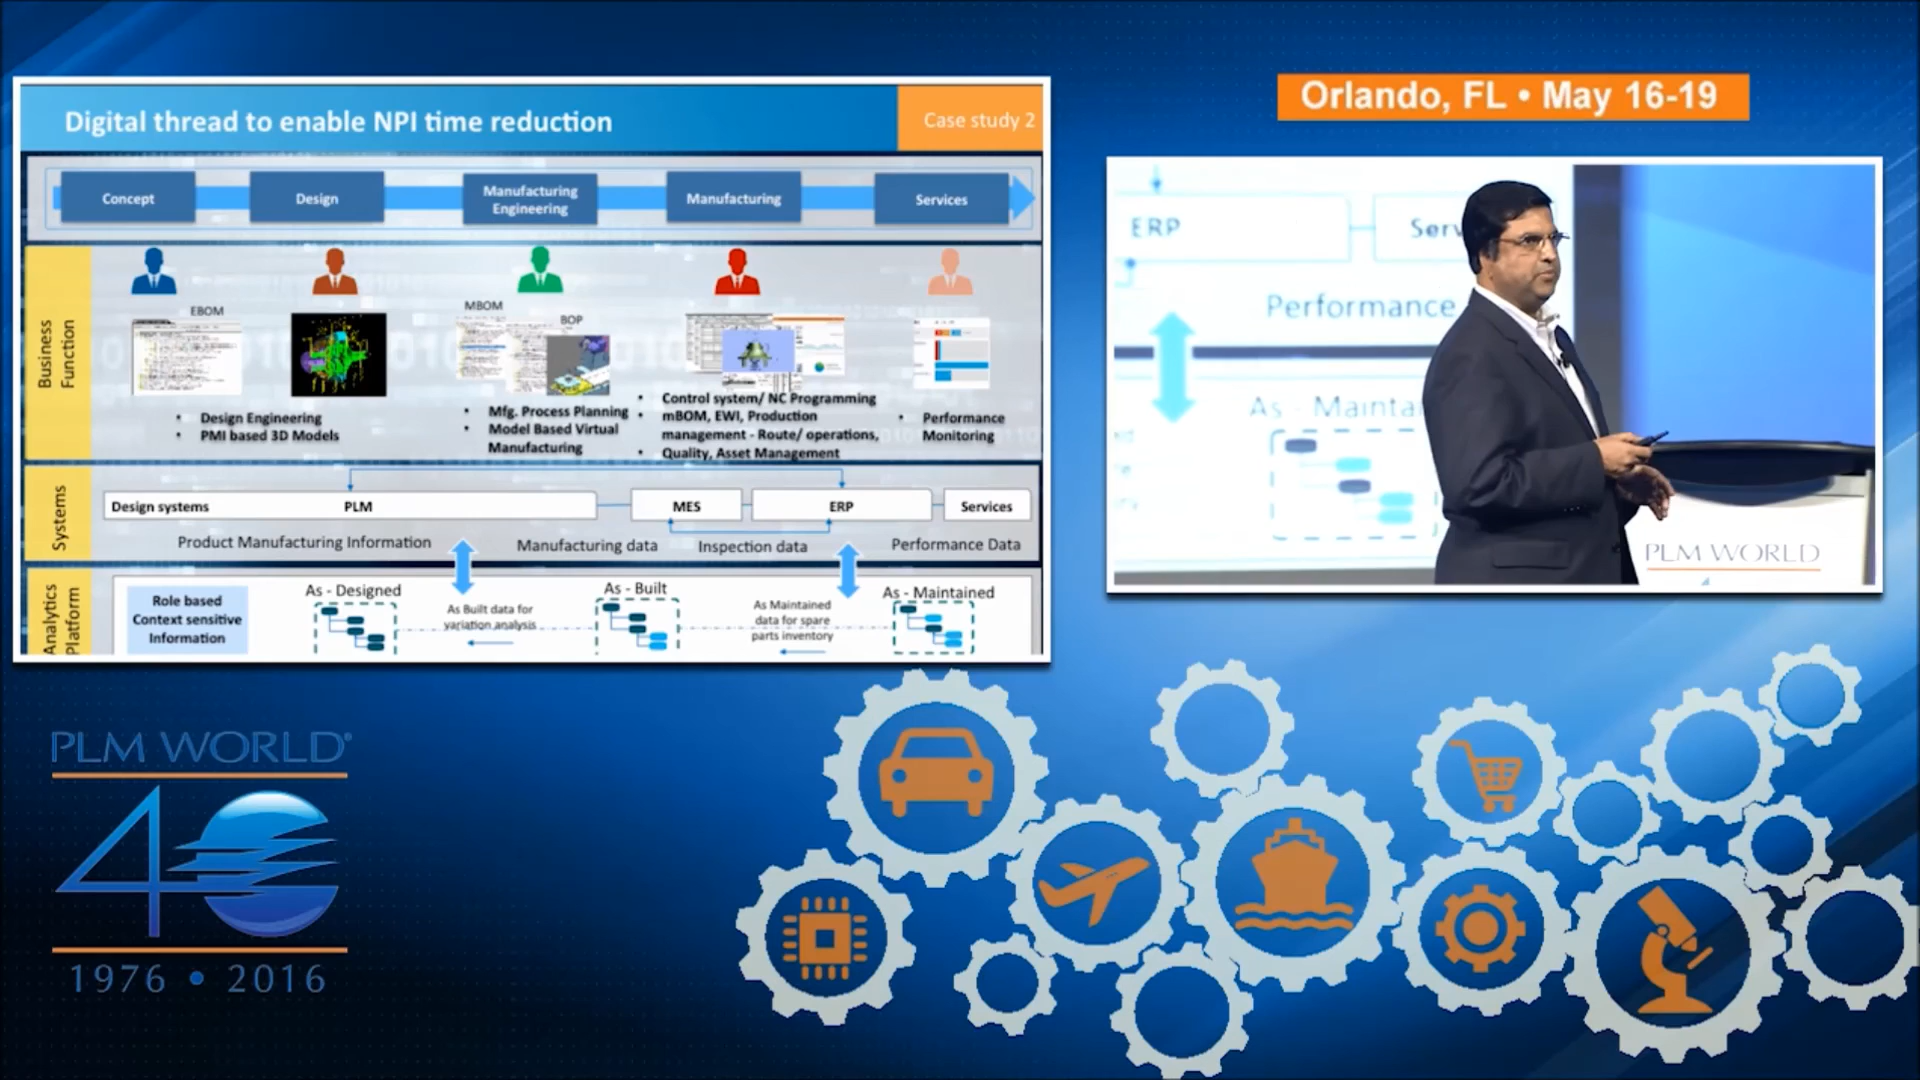 Digital thread to enable NPI time reduction
Case study 2
Orlando, FL • May 16-19
Concept
Design
Manufacturing
Engineering
Manufacturing
Services
Business
Function
EBOM
MBOM
BOP
• Design Engineering
• PMI based 3D Models
• Mfg. Process Planning
• Model Based Virtual
Manufacturing
• Control system/ NC Programming
• mBOM, EWI, Production
management - Route/ operations,
• Quality, Asset Management
• Performance
Monitoring
Systems
Design systems
PLM
MES
ERP
Services
Product Manufacturing Information
Manufacturing data
Inspection data
Performance Data
Analytics
Platform
Role based
Context sensitive
Information
As - Designed
As Built data for
variation analysis
As - Built
As Maintained
data for spare
parts inventory
As - Maintained
ERP
Serv
Performance
As - Maintai
PLM WORLD
PLM WORLD®
40
1976 • 2016